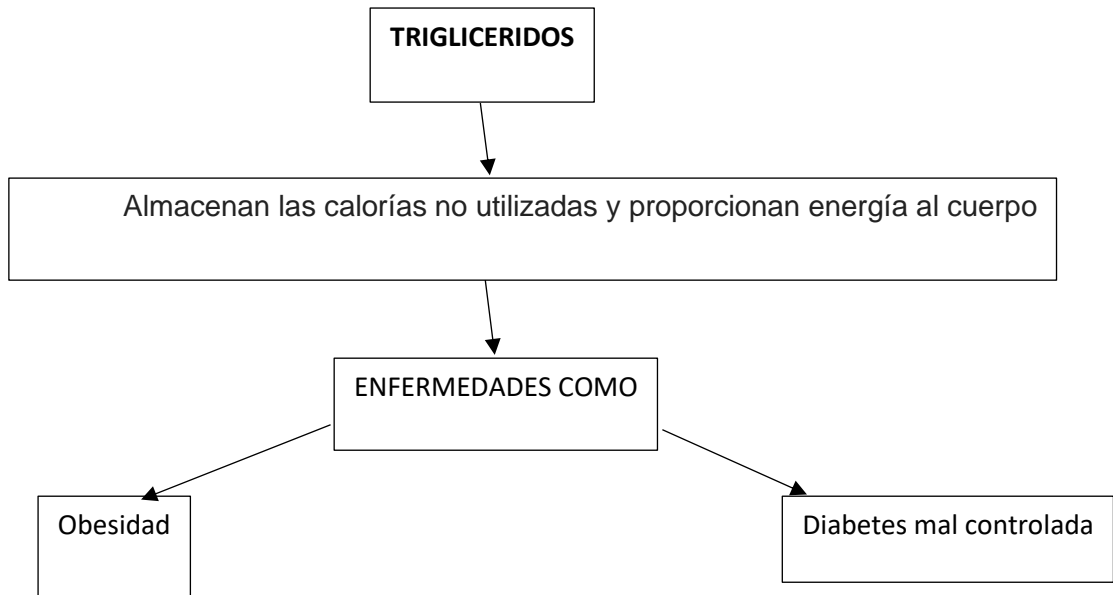 TRIGLICERIDOS
Almacenan las calorías no utilizadas y proporcionan energía al cuerpo
ENFERMEDADES COMO
Obesidad
Diabetes mal controlada